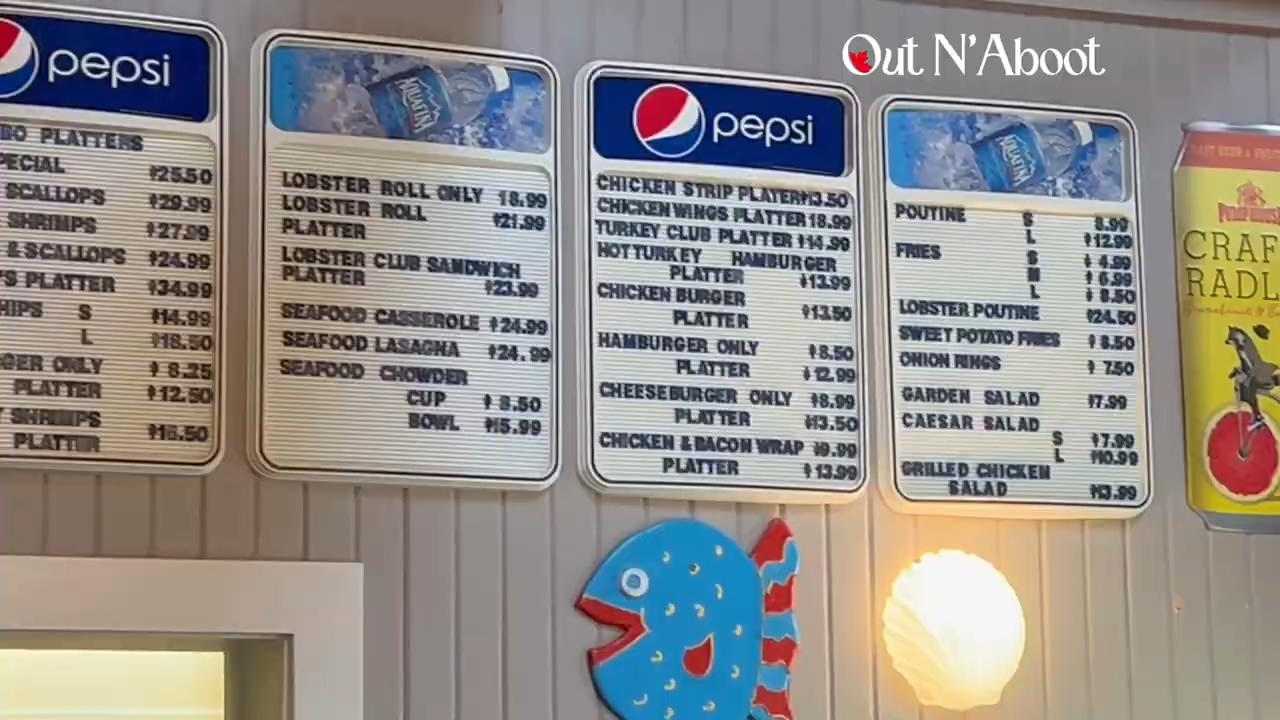 Out N'Aboot
pepsi
PLATTERS
25.50
SCALLOPS $29.99
SHRIMPS $27.99
& SCALLOPS $24.99
'S PLATTER $34.99
S $14.99
L $18.50
ONLY $8.25
PLATTER $12.50
SHRIMPS
PLATTER $16.50
AQUAFINA
LOBSTER ROLL ONLY 18.99
LOBSTER ROLL $21.99
PLATTER
LOBSTER CLUB SANDWICH
PLATTER $23.99
SEAFOOD CASSEROLE $24.99
SEAFOOD LASAGNA $24.99
SEAFOOD CHOWDER
CUP $8.50
BOWL $15.99
pepsi
CHICKEN STRIP PLATER $13.50
CHICKEN WINGS PLATTER 18.99
TURKEY CLUB PLATTER $14.99
HOT TURKEY HAMBURGER
PLATTER $13.99
CHICKEN BURGER
PLATTER $13.50
HAMBURGER ONLY $8.50
PLATTER $12.99
CHEESEBURGER ONLY $8.99
PLATTER $13.50
CHICKEN & BACON WRAP $9.99
PLATTER $13.99
AQUAFINA
POUTINE S 8.99
L $12.99
FRIES S $4.99
M $6.99
L $8.50
LOBSTER POUTINE $24.50
SWEET POTATO FRIES $8.50
ONION RINGS $7.50
GARDEN SALAD $7.99
CAESAR SALAD
S $7.99
L $10.99
GRILLED CHICKEN
SALAD $13.99
CRAF
RADL